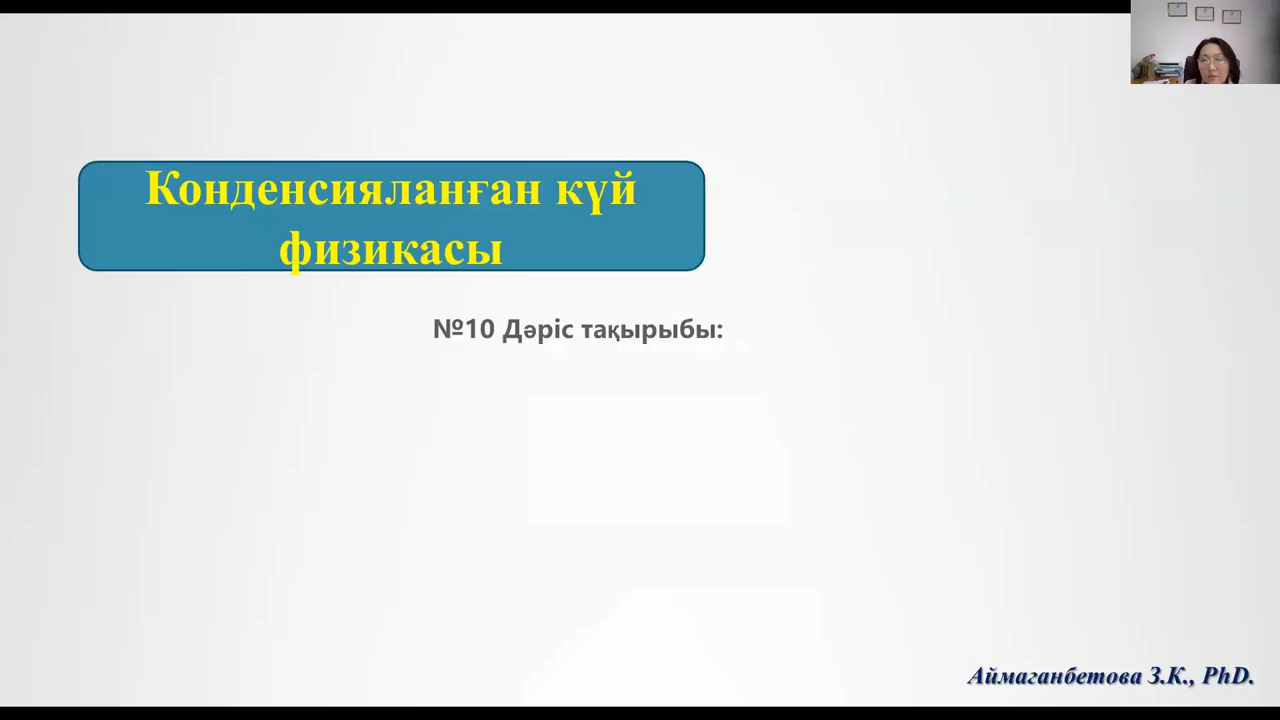 Конденсияланған күй
физикасы
№10 Дәріс тақырыбы:
Аймаганбетова З.К., PhD.